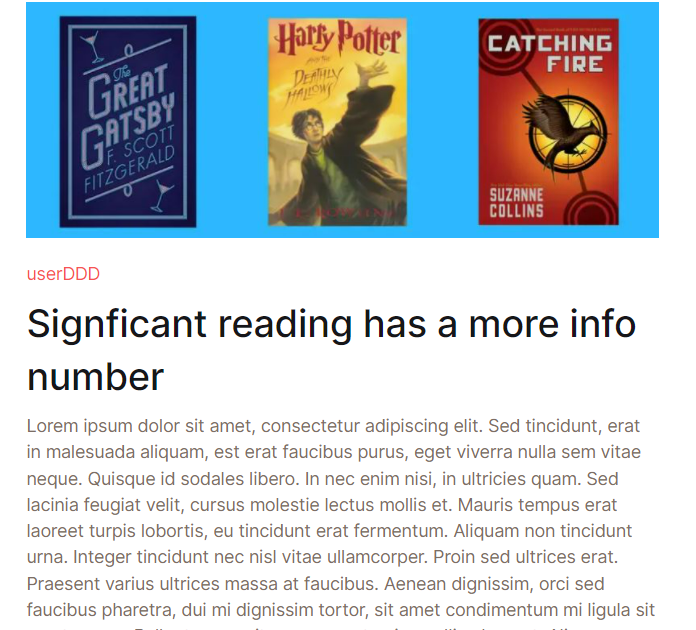 The
GREAT
GATSBY
F. SCOTT
FITZGERALD
Harry Potter
AND THE
DEATHLY
HALLOWS
CATCHING
FIRE
SUZANNE
COLLINS
userDDD
Signficant reading has a more info
number
Lorem ipsum dolor sit amet, consectetur adipiscing elit. Sed tincidunt, erat
in malesuada aliquam, est erat faucibus purus, eget viverra nulla sem vitae
neque. Quisque id sodales libero. In nec enim nisi, in ultricies quam. Sed
lacinia feugiat velit, cursus molestie lectus mollis et. Mauris tempus erat
laoreet turpis lobortis, eu tincidunt erat fermentum. Aliquam non tincidunt
urna. Integer tincidunt nec nisl vitae ullamcorper. Proin sed ultrices erat.
Praesent varius ultrices massa at faucibus. Aenean dignissim, orci sed
faucibus pharetra, dui mi dignissim tortor, sit amet condimentum mi ligula sit